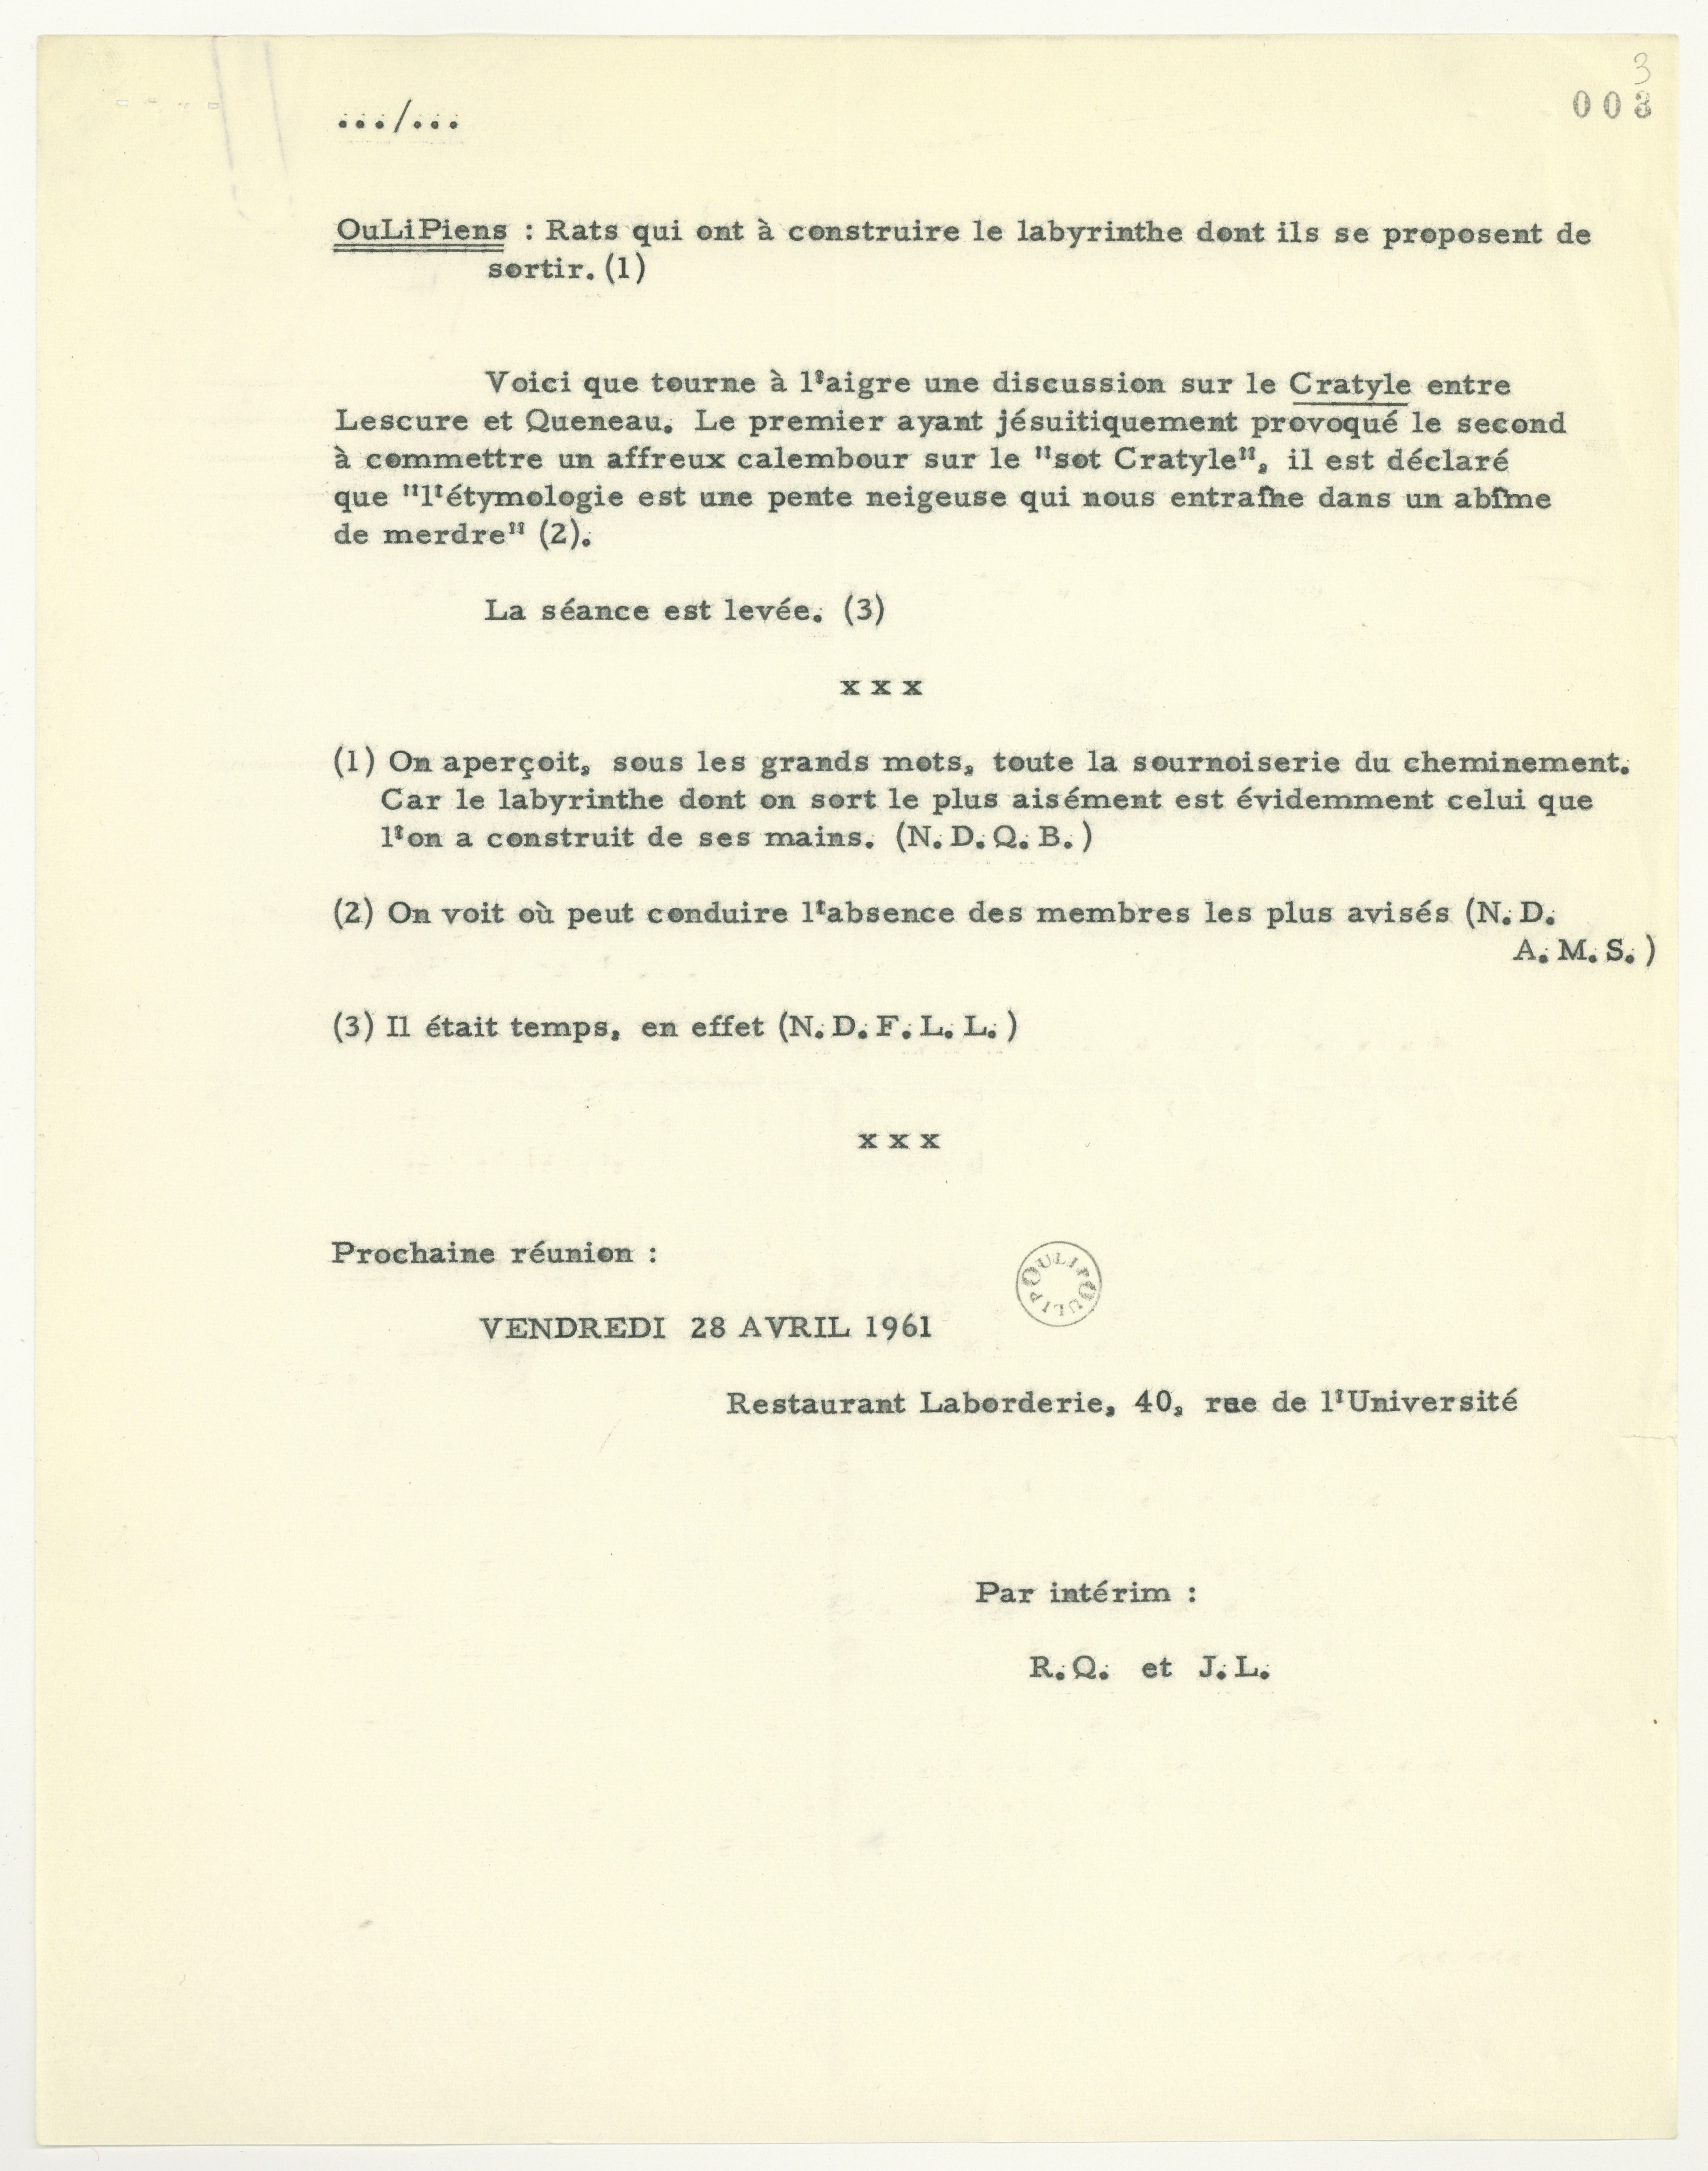 3
003
.../...
OuLiPiens : Rats qui ont à construire le labyrinthe dont ils se proposent de
sortir. (1)
Voici que tourne à l'aigre une discussion sur le Cratyle entre
Lescure et Queneau. Le premier ayant jésuitiquement provoqué le second
à commettre un affreux calembour sur le "sot Cratyle", il est déclaré
que "l'étymologie est une pente neigeuse qui nous entraîne dans un abîme
de merdre" (2).
La séance est levée. (3)
x x x
(1) On aperçoit, sous les grands mots, toute la sournoiserie du cheminement.
Car le labyrinthe dont on sort le plus aisément est évidemment celui que
l'on a construit de ses mains. (N. D. Q. B. )
(2) On voit où peut conduire l'absence des membres les plus avisés (N. D.
A. M. S. )
(3) Il était temps, en effet (N. D. F. L. L. )
x x x
Prochaine réunion :
OULIPOULIPO
VENDREDI 28 AVRIL 1961
Restaurant Laborderie, 40, rue de l'Université
Par intérim :
R. Q. et J. L.